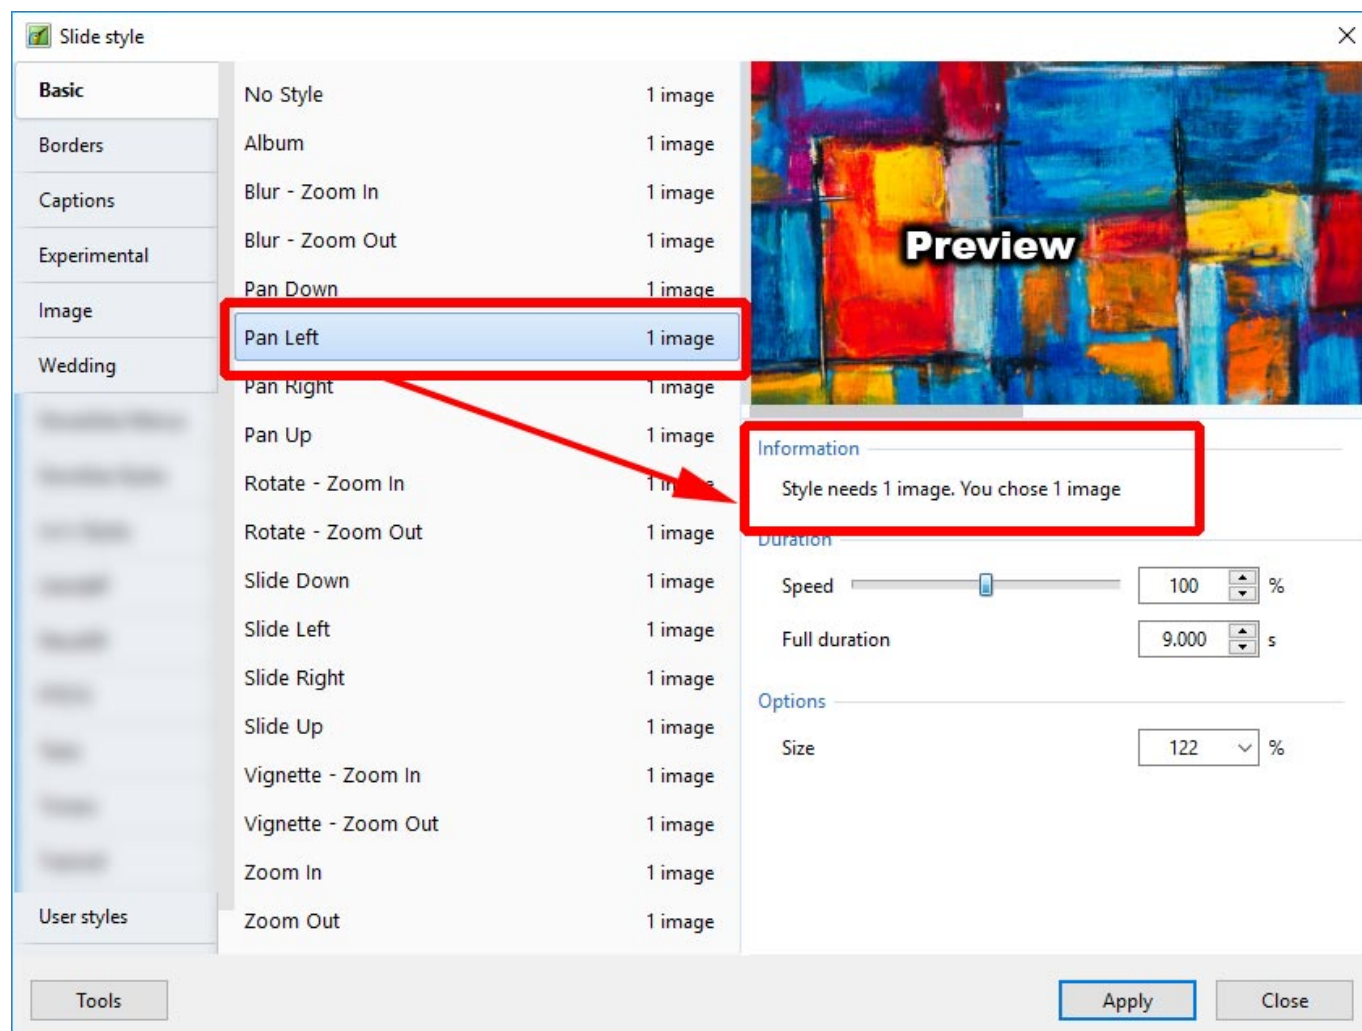 Slide style
Basic
Borders
Captions
Experimental
Image
Wedding
User styles
No Style 1 image
Album 1 image
Blur - Zoom In 1 image
Blur - Zoom Out 1 image
Pan Down 1 image
Pan Left 1 image
Pan Right 1 image
Pan Up 1 image
Rotate - Zoom In 1 image
Rotate - Zoom Out 1 image
Slide Down 1 image
Slide Left 1 image
Slide Right 1 image
Slide Up 1 image
Vignette - Zoom In 1 image
Vignette - Zoom Out 1 image
Zoom In 1 image
Zoom Out 1 image
Preview
Information
Style needs 1 image. You chose 1 image
Duration
Speed 100 %
Full duration 9.000 s
Options
Size 122 %
Tools
Apply
Close